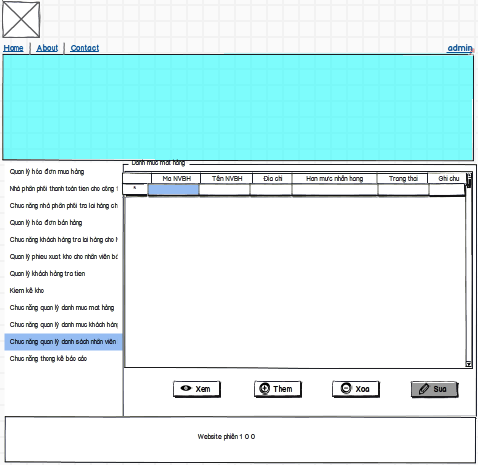 Home About Contact admin
Danh muc mat hàng
Quan lý hóa đơn mua hàng
Nhà phân phôi thanh toán tien cho công
Chuc năng nhà phân phôi tra lai hàng ch
Quan lý hóa đơn bán hàng
Chuc năng khách hàng tra lai hàng cho
Quan lý phieu xuat kho cho nhân viên
Quan lý khách hàng tra tien
Kiem kê kho
Chuc năng quan lý danh muc mat hàng
Chuc năng quan lý danh muc khách hàng
Chuc năng quan lý danh sách nhân viên
Chuc năng thong kê báo cáo
Ma NVBH Tên NVBH Đia chi Han muc nhân hang Trang thai Ghi chu
*
Xem Them Xoa Sua
Website phiên 1 0 0